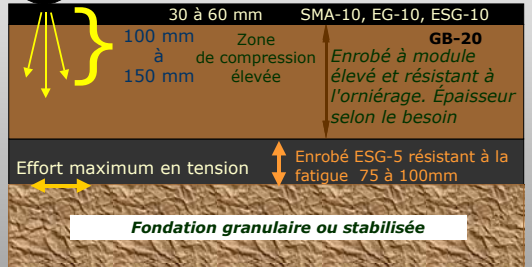 30 à 60 mm SMA-10, EG-10, ESG-10
100 mm
à
150 mm
Zone
de compression
élevée
GB-20
Enrobé à module
élevé et résistant à
l'orniérage. Épaisseur
selon le besoin
Effort maximum en tension
Enrobé ESG-5 résistant à la
fatigue 75 à 100mm
Fondation granulaire ou stabilisée